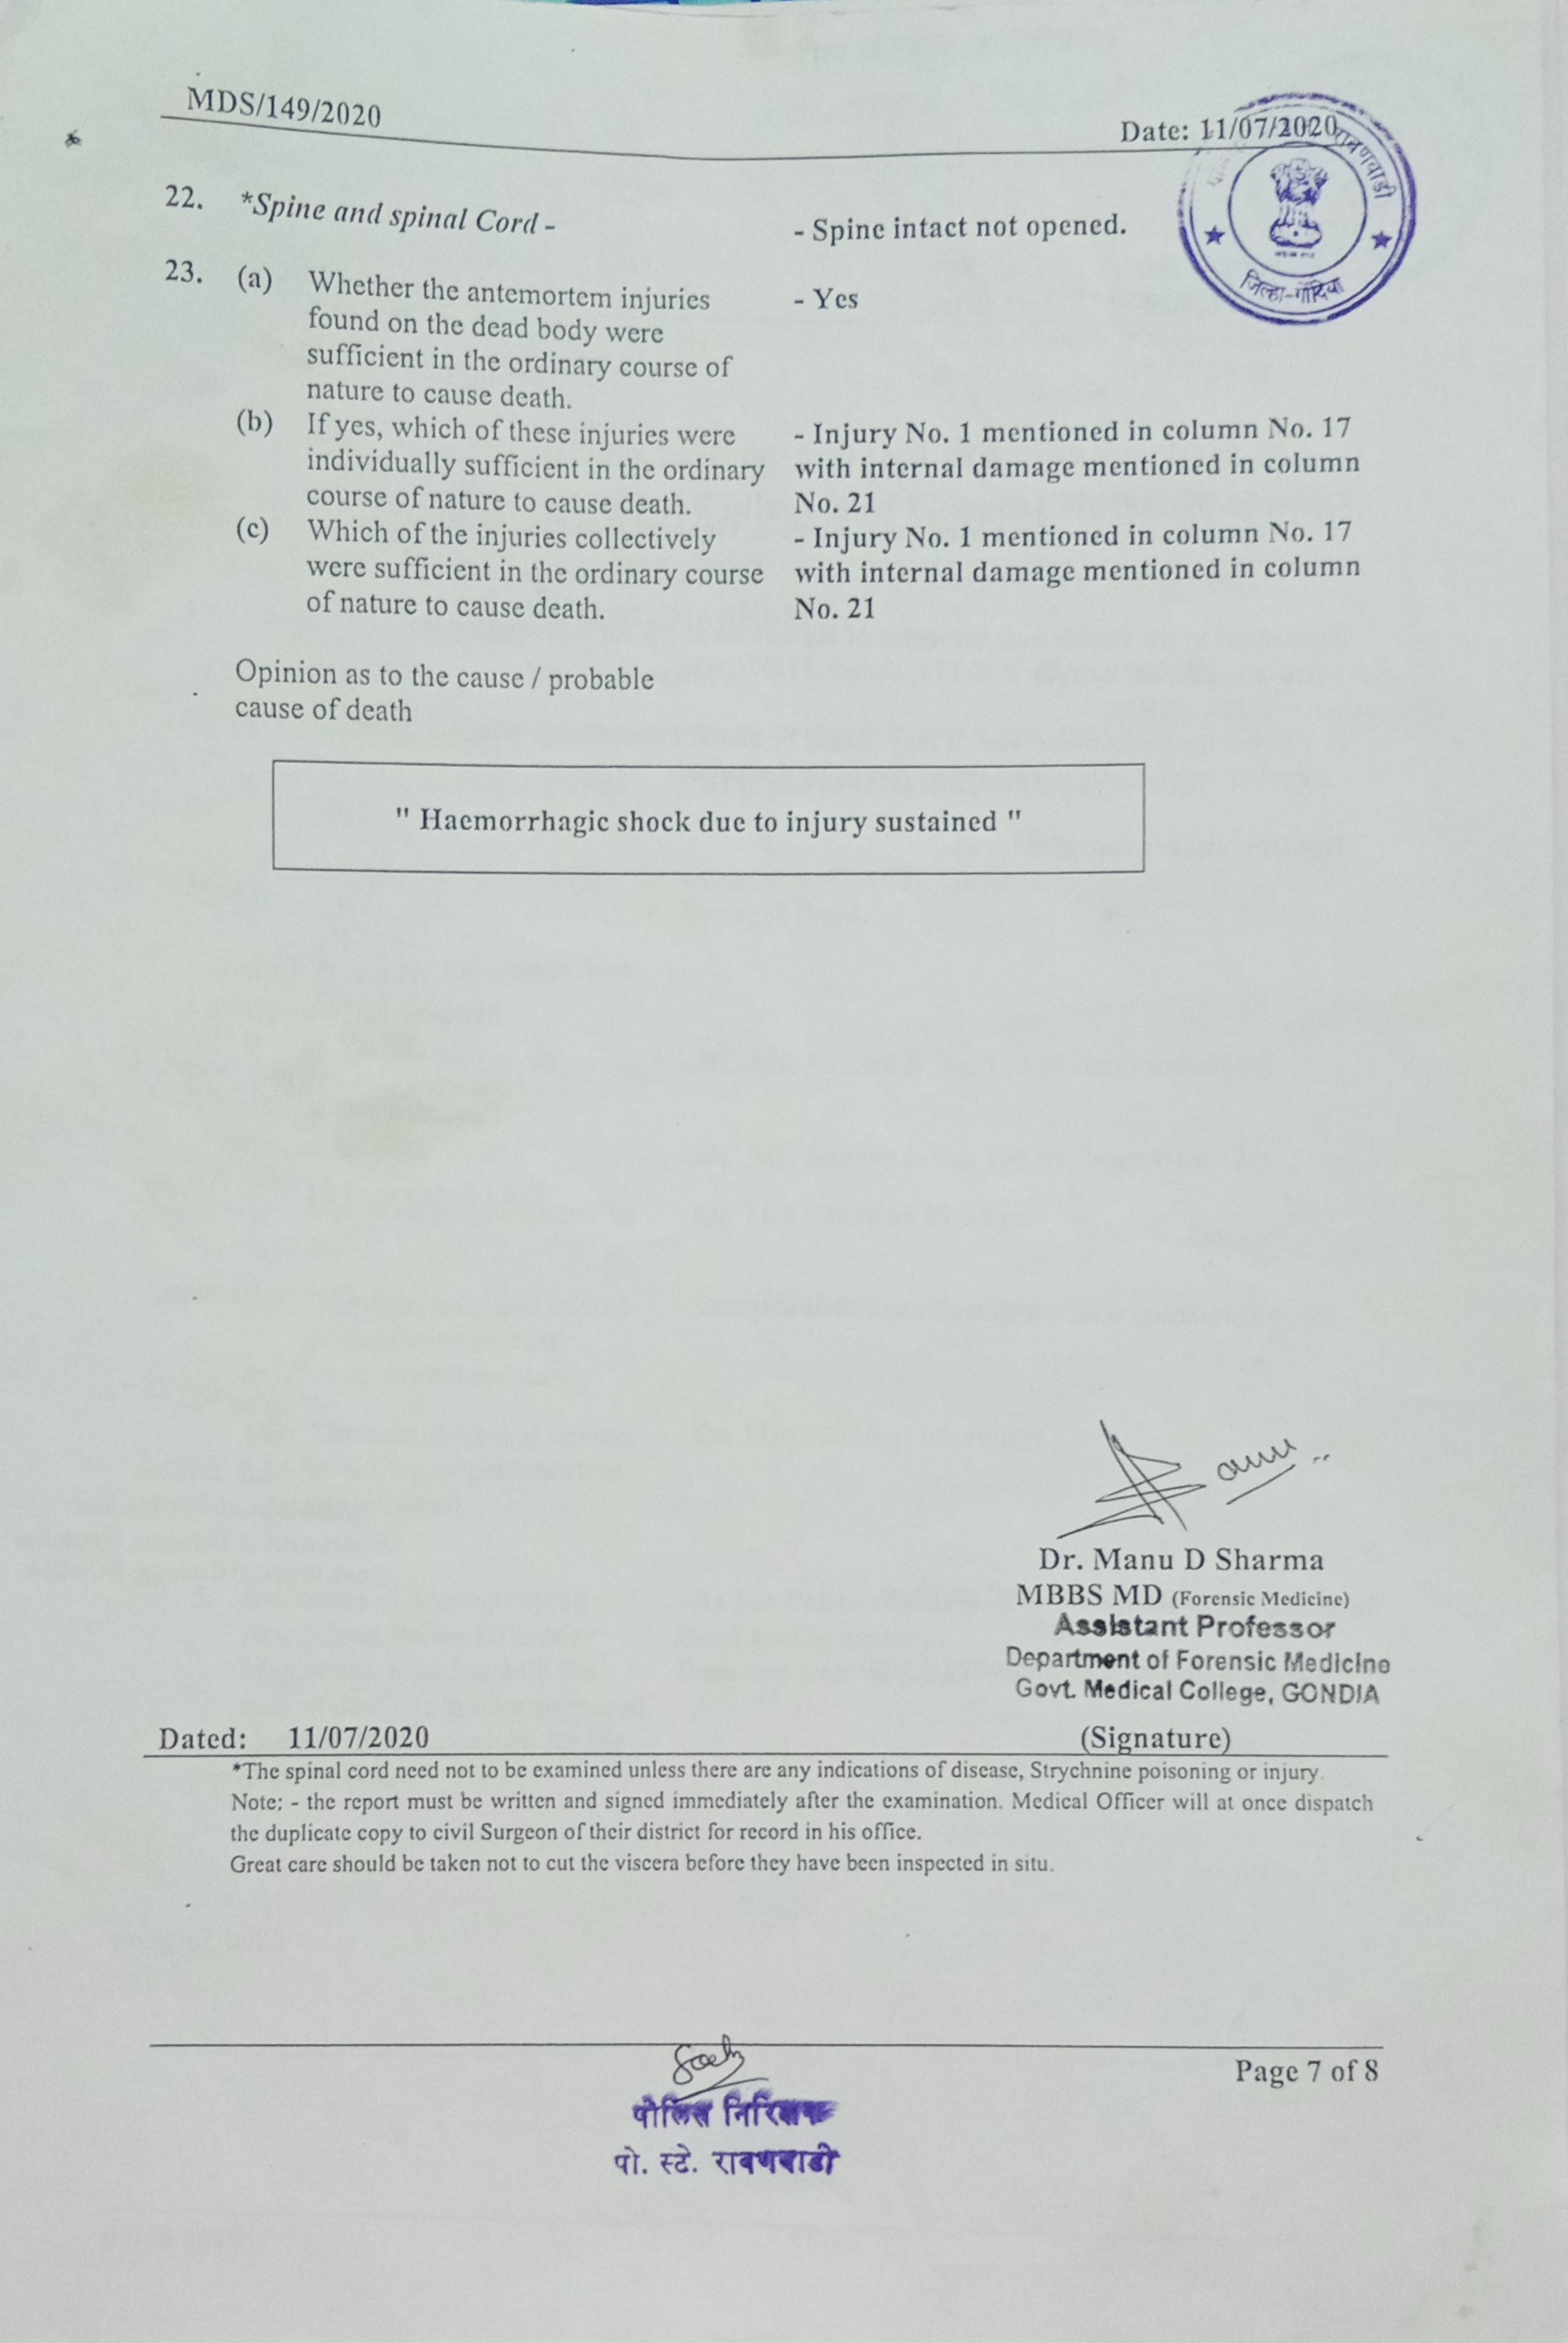 MDS/149/2020
Date: 11/07/2020
रावणवाडी
जिल्हा-गोंदिया
22. *Spine and spinal Cord - - Spine intact not opened.
23. (a) Whether the antemortem injuries - Yes
found on the dead body were
sufficient in the ordinary course of
nature to cause death.
(b) If yes, which of these injuries were - Injury No. 1 mentioned in column No. 17
individually sufficient in the ordinary with internal damage mentioned in column
course of nature to cause death. No. 21
(c) Which of the injuries collectively - Injury No. 1 mentioned in column No. 17
were sufficient in the ordinary course with internal damage mentioned in column
of nature to cause death. No. 21
Opinion as to the cause / probable
cause of death
" Haemorrhagic shock due to injury sustained "
Dr. Manu D Sharma
MBBS MD (Forensic Medicine)
Assistant Professor
Department of Forensic Medicine
Govt. Medical College, GONDIA
Dated: 11/07/2020 (Signature)
*The spinal cord need not to be examined unless there are any indications of disease, Strychnine poisoning or injury.
Note: - the report must be written and signed immediately after the examination. Medical Officer will at once dispatch
the duplicate copy to civil Surgeon of their district for record in his office.
Great care should be taken not to cut the viscera before they have been inspected in situ.
Page 7 of 8
पोलिस निरिक्षक
पो. स्टे. रावणवाडी